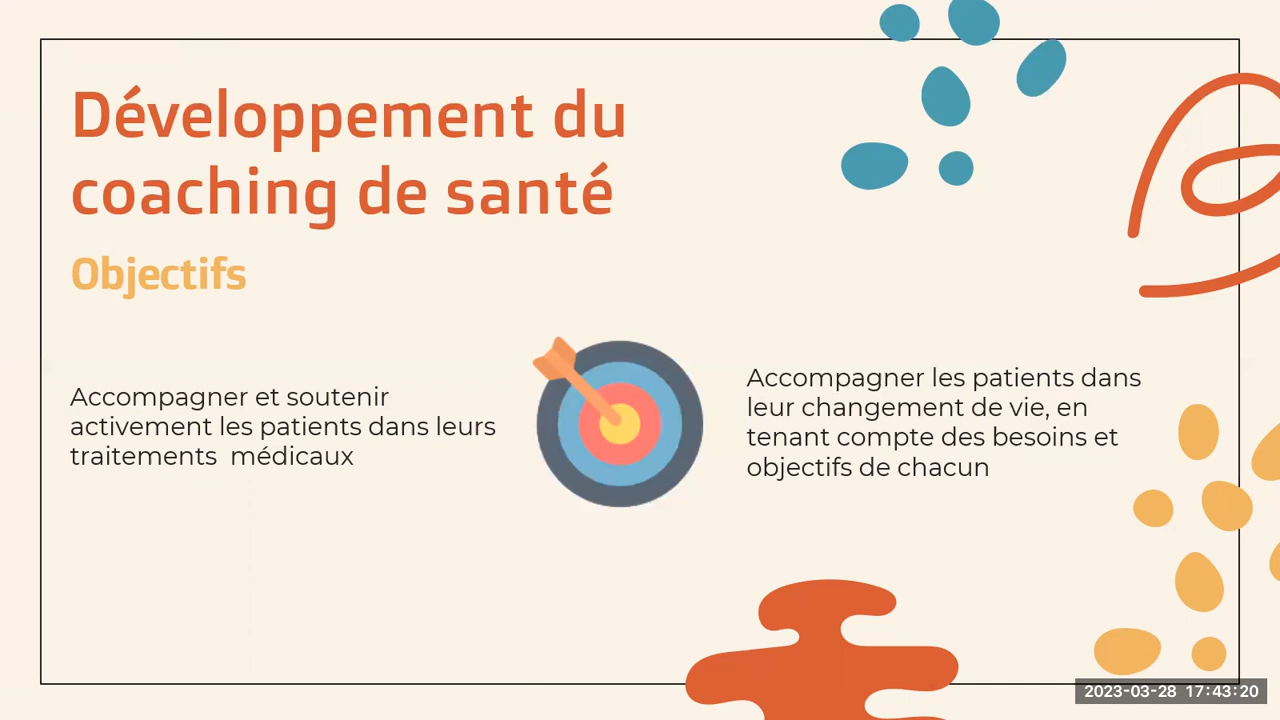 Développement du
coaching de santé
Objectifs
Accompagner et soutenir
activement les patients dans leurs
traitements  médicaux
Accompagner les patients dans
leur changement de vie, en
tenant compte des besoins et
objectifs de chacun
2023-03-28 17:43:20